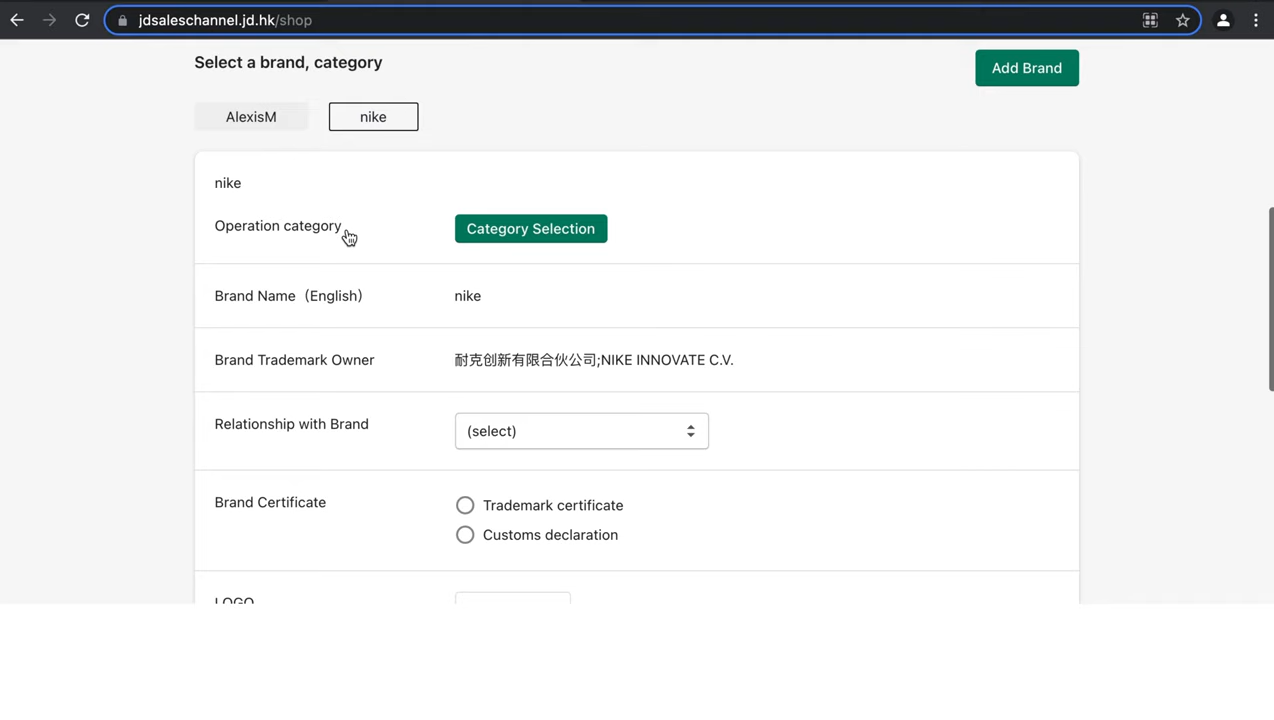 jdsaleschannel.jd.hk/shop
Select a brand, category
Add Brand
AlexisM
nike
nike
Operation category
Category Selection
Brand Name（English）
nike
Brand Trademark Owner
耐克创新有限合伙公司;NIKE INNOVATE C.V.
Relationship with Brand
(select)
Brand Certificate
Trademark certificate
Customs declaration
LOGO